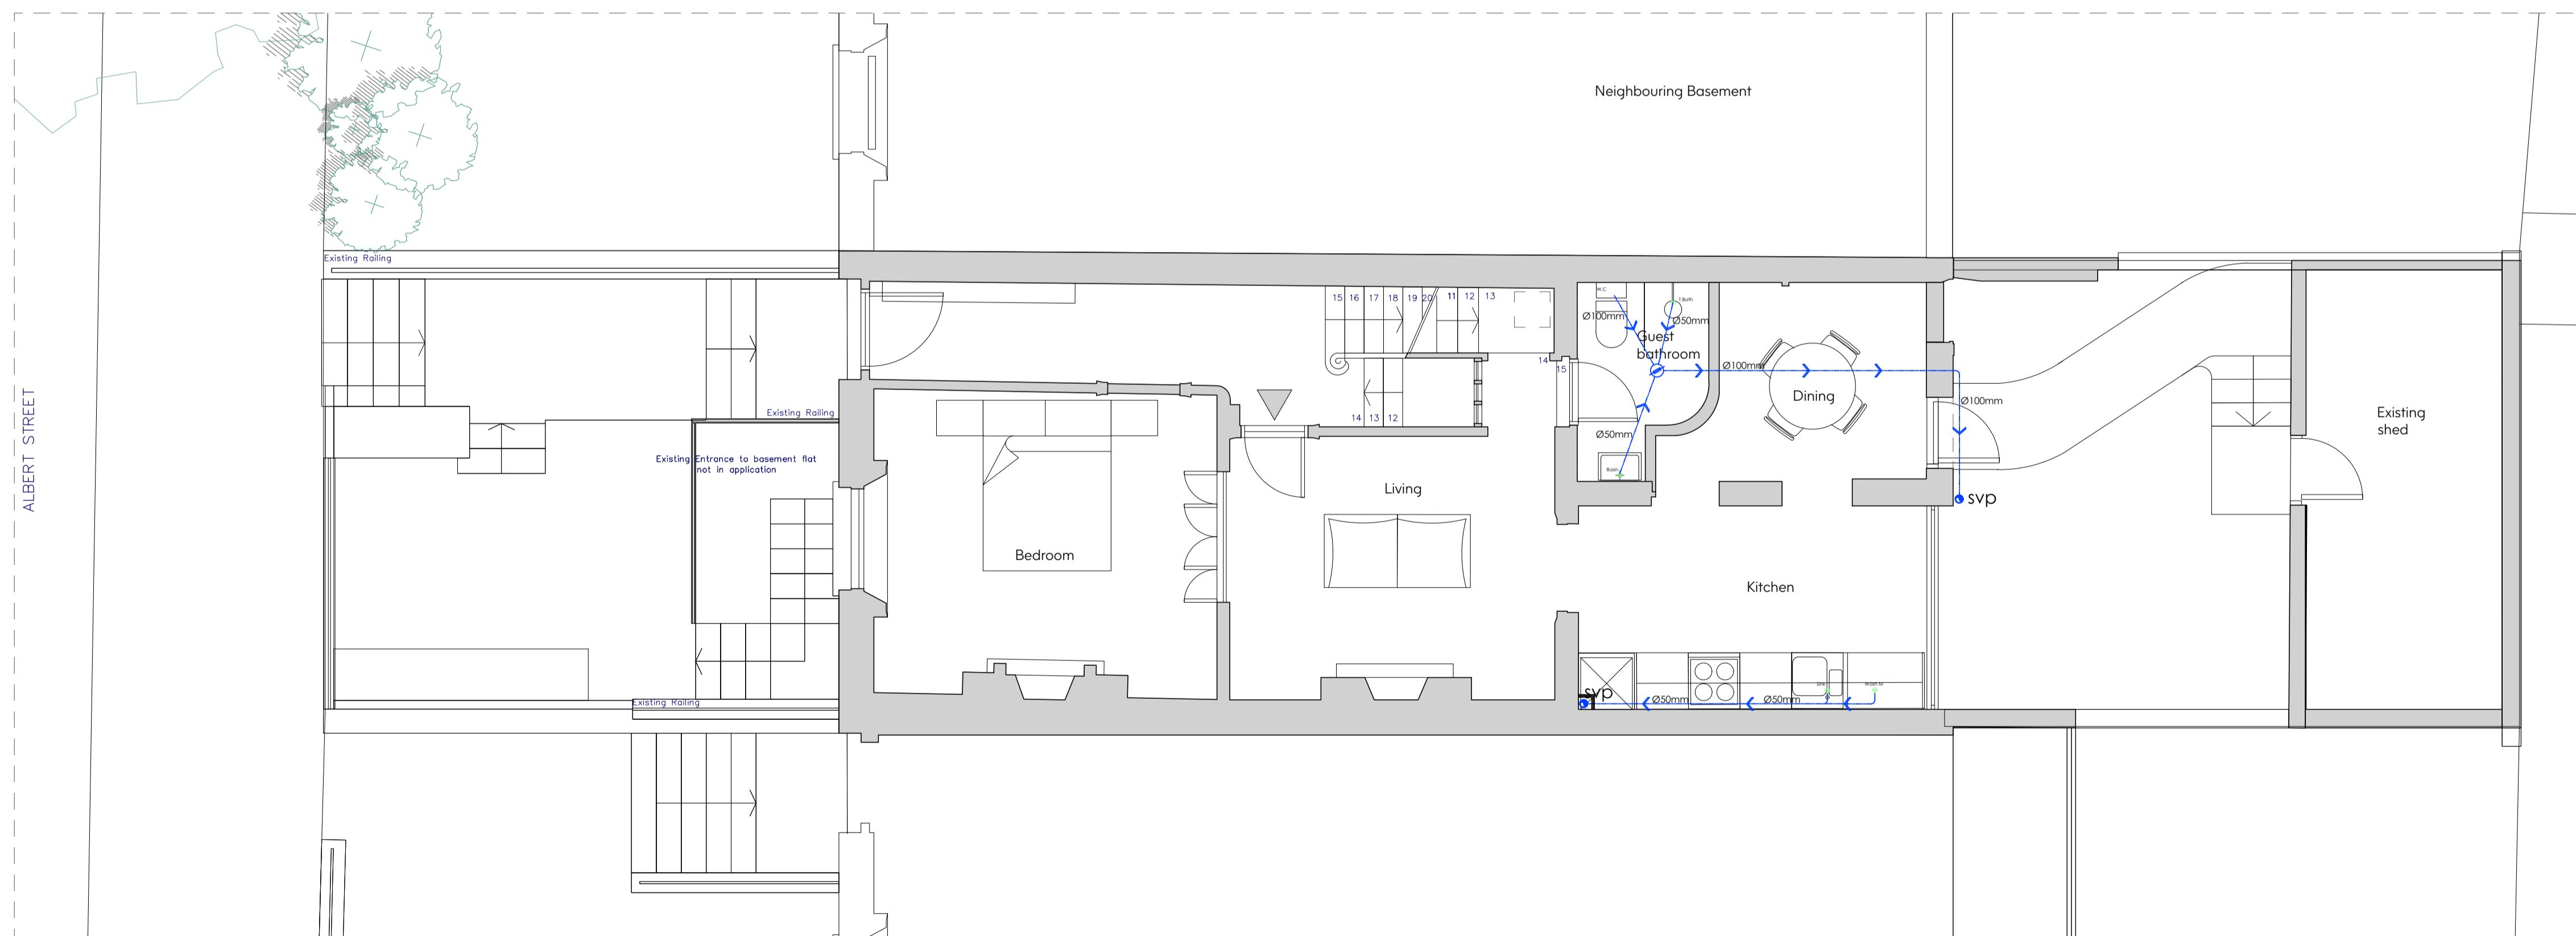 Neighbouring Basement
Existing Railing
ALBERT STREET
15 16 17 18 19 20 11 12 13
14
15
14 13 12
W.C
Ø100mm
Ø50mm
Guest
bathroom
Ø50mm
Basin
Ø100mm
Dining
Ø100mm
svp
Existing
shed
Existing Railing
Existing Entrance to basement flat
not in application
Bedroom
Living
Kitchen
svp
Ø50mm
Ø50mm
Existing Railing